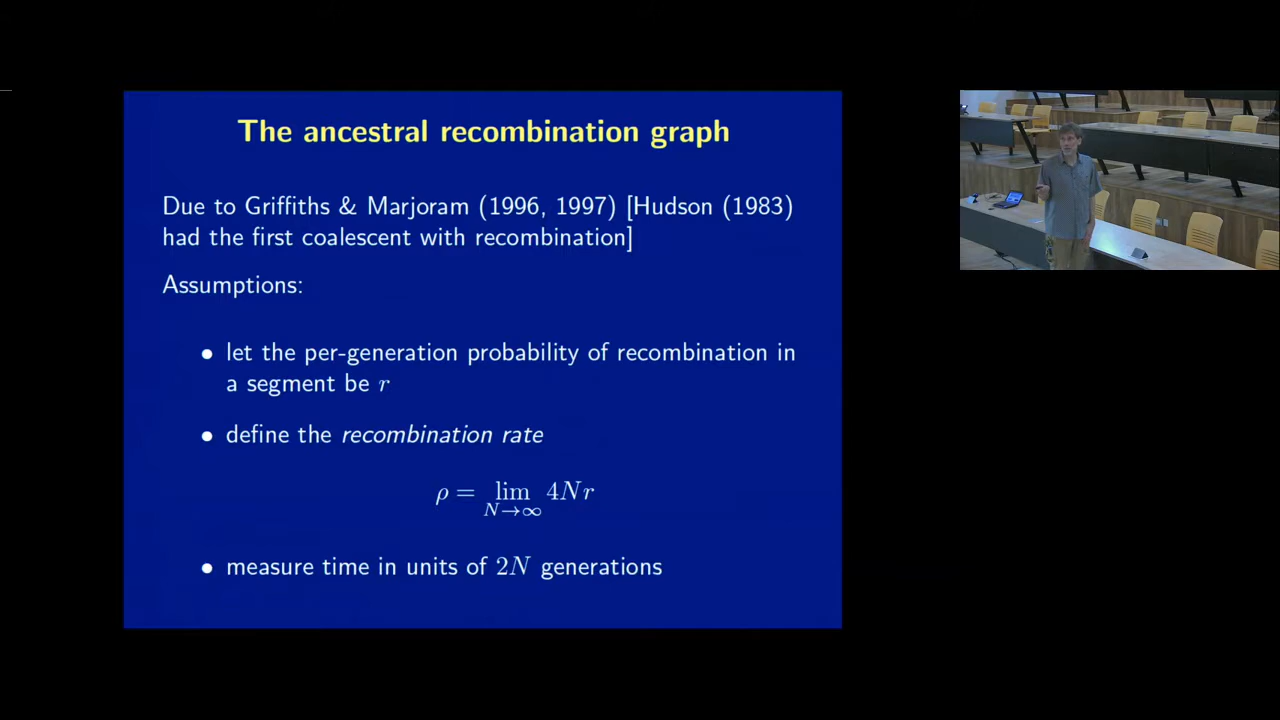 The ancestral recombination graph
Due to Griffiths & Marjoram (1996, 1997) [Hudson (1983)
had the first coalescent with recombination]
Assumptions:
• let the per-generation probability of recombination in
a segment be r
• define the recombination rate
ρ = lim N→∞ 4Nr
• measure time in units of 2N generations